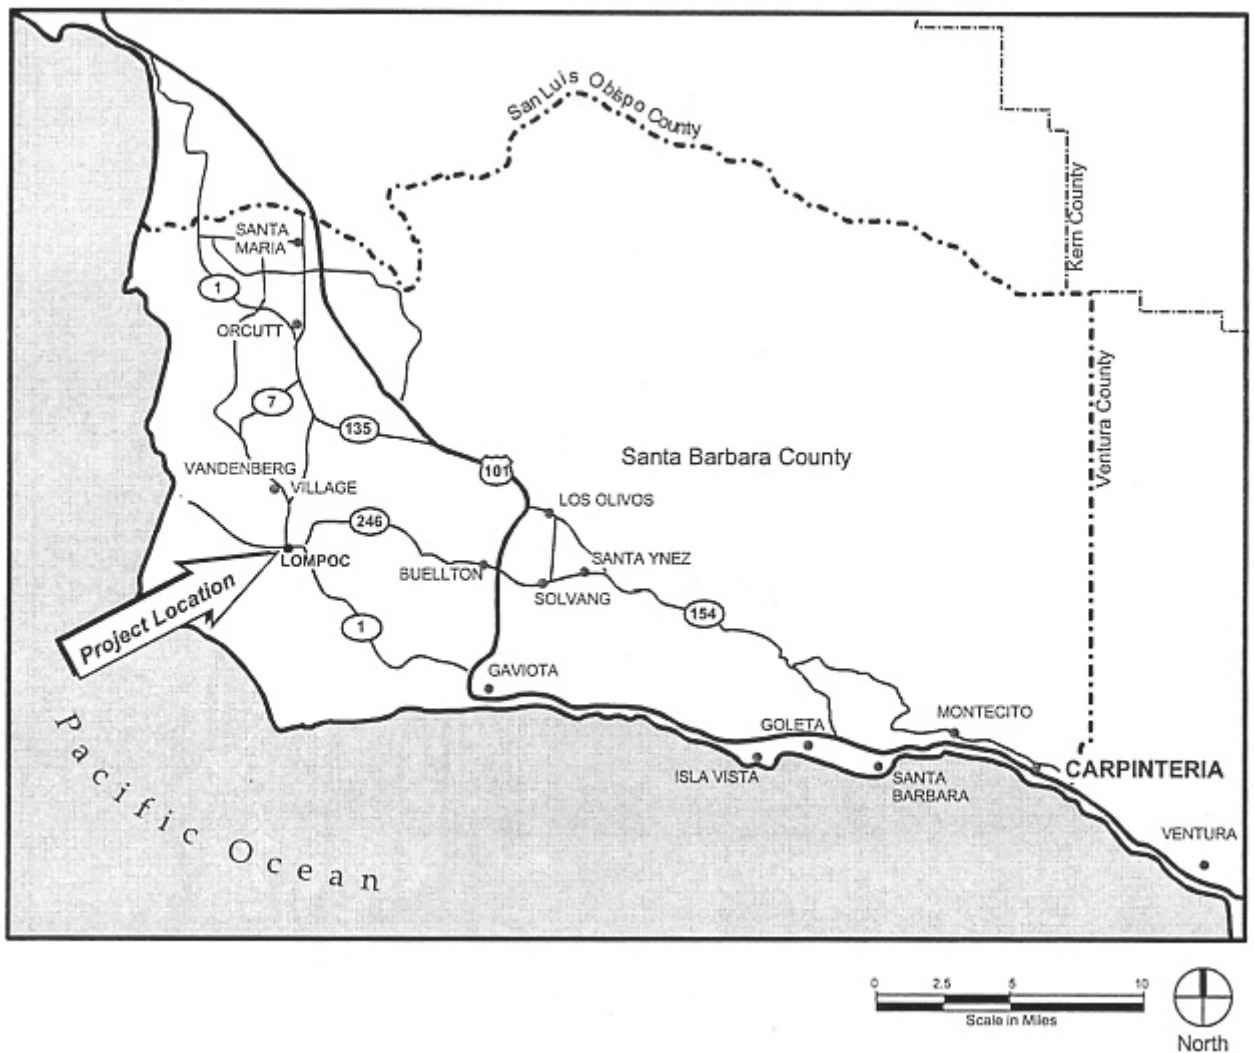 San Luis Obispo County
Kern County
SANTA
MARIA
1
ORCUTT
Ventura County
7
135
Santa Barbara County
101
VANDENBERG
VILLAGE
LOS OLIVOS
246
LOMPOC
SANTA YNEZ
BUELLTON
SOLVANG
Project Location
154
1
GAVIOTA
MONTECITO
GOLETA
CARPINTERIA
ISLA VISTA
SANTA
BARBARA
Pacific Ocean
VENTURA
0 2.5 5 10
Scale in Miles
North